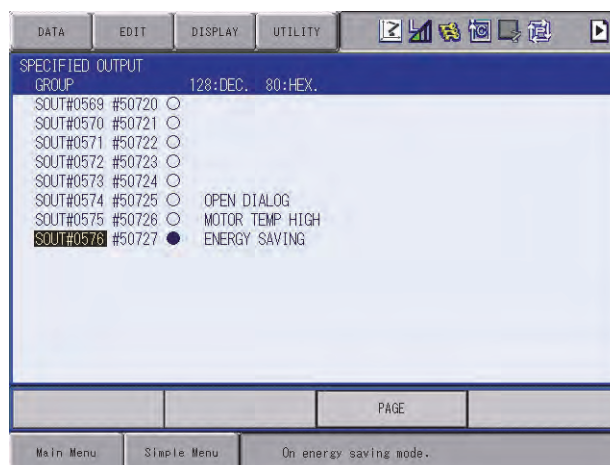 DATA EDIT DISPLAY UTILITY
SPECIFIED OUTPUT
GROUP 128:DEC. 80:HEX.
SOUT#0569 #50720
SOUT#0570 #50721
SOUT#0571 #50722
SOUT#0572 #50723
SOUT#0573 #50724
SOUT#0574 #50725 OPEN DIALOG
SOUT#0575 #50726 MOTOR TEMP HIGH
SOUT#0576 #50727 ENERGY SAVING
PAGE
Main Menu Simple Menu On energy saving mode.